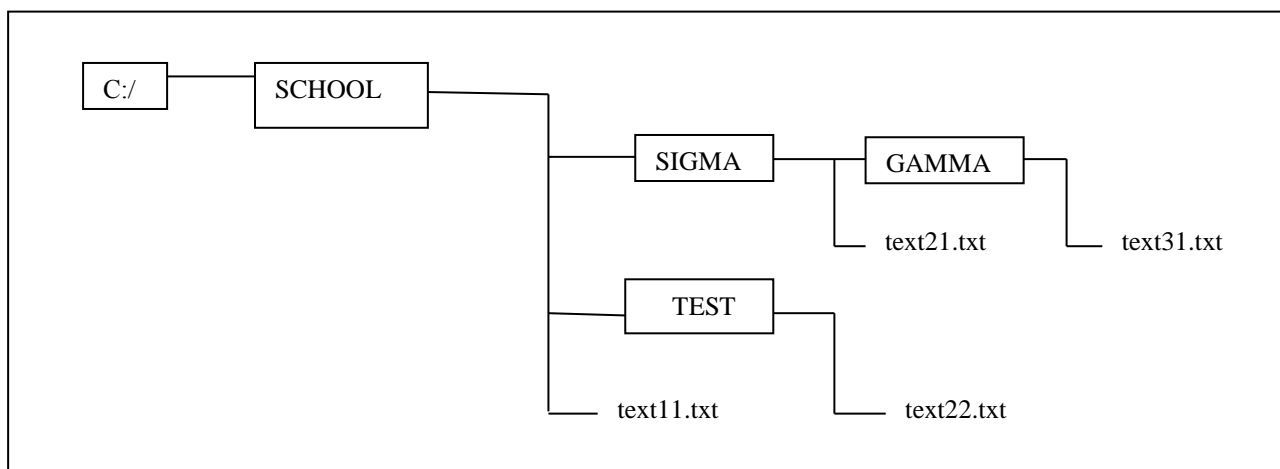 C:/
SCHOOL
SIGMA
GAMMA
text21.txt
text31.txt
TEST
text11.txt
text22.txt